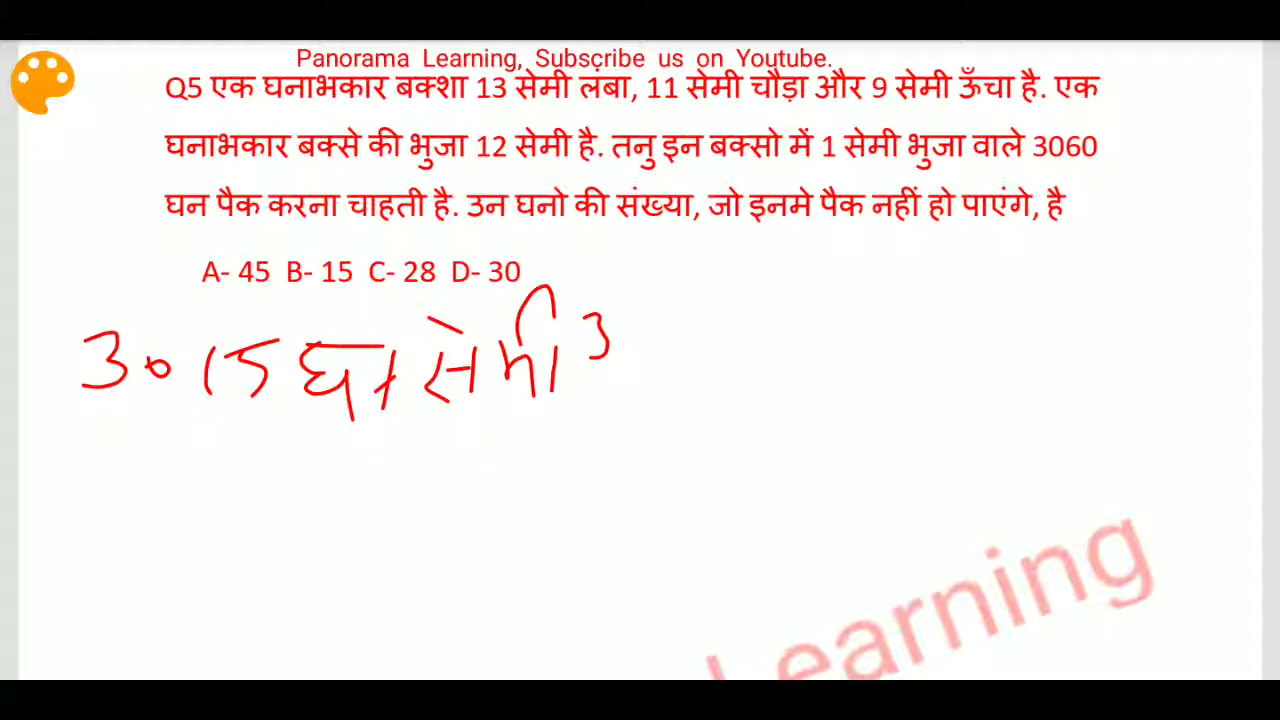 Panorama Learning, Subscribe us on Youtube.
Q5 एक घनाभकार बक्शा 13 सेमी लंबा, 11 सेमी चौड़ा और 9 सेमी ऊँचा है. एक
घनाभकार बक्से की भुजा 12 सेमी है. तनु इन बक्सो में 1 सेमी भुजा वाले 3060
घन पैक करना चाहती है. उन घनो की संख्या, जो इनमे पैक नहीं हो पाएंगे, है
A- 45 B- 15 C- 28 D- 30
3015 घन सेमी 3
Learning